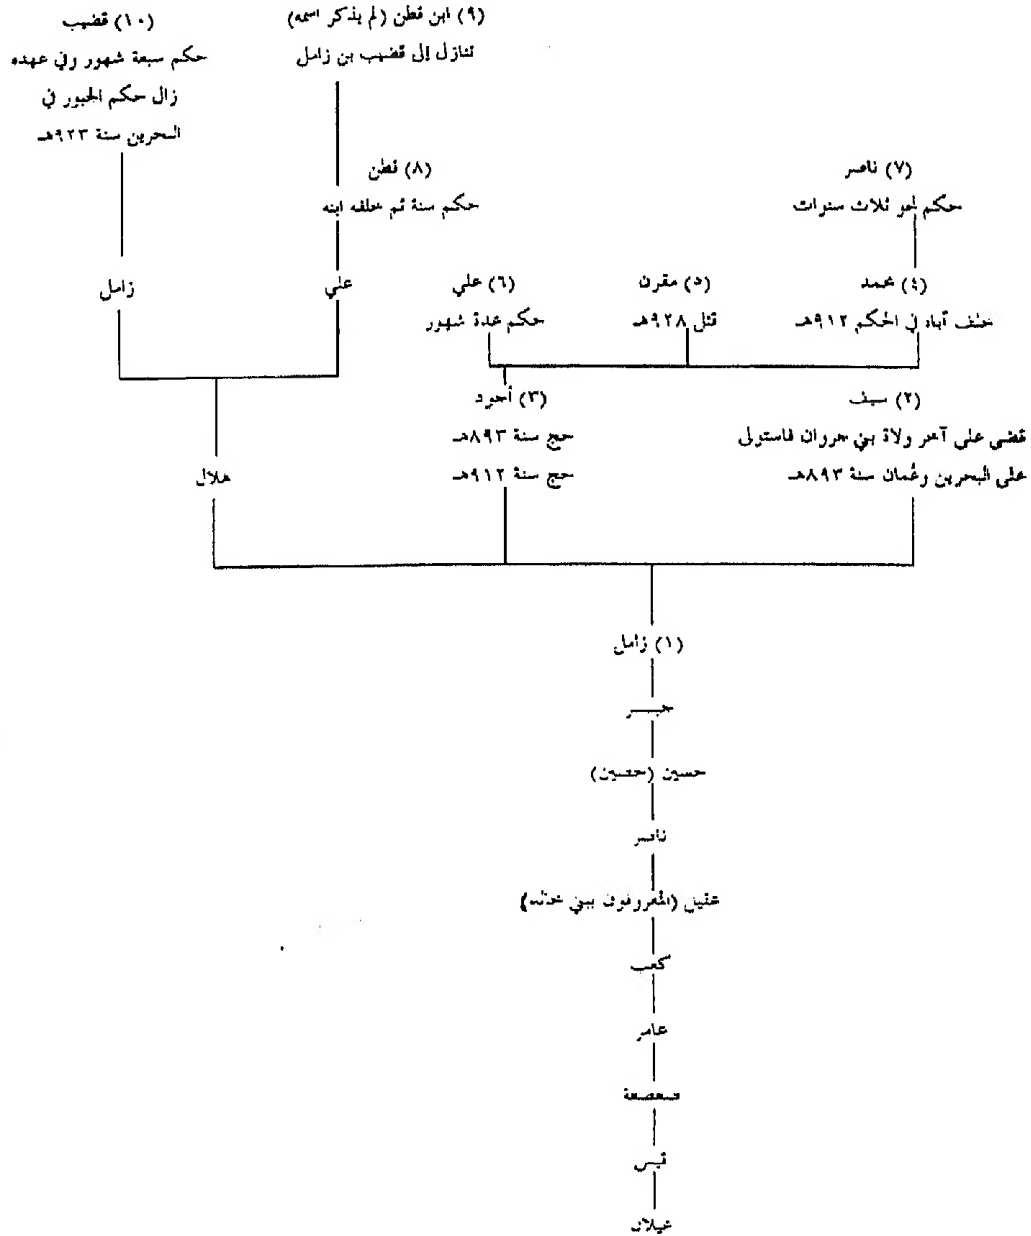 (١٠) قضيب
حكم سبعة شهور وفي عهده
زال حكم الجبور في
البحرين سنة ٩٢٣هـ
(٩) ابن قطن (لم يذكر اسمه)
تنازل إلى قضيب بن زامل
(٨) قطن
حكم سنة ثم خلفه ابنه
(٧) ناصر
حكم نحو ثلاث سنوات
زامل
علي
(٦) علي
حكم عدة شهور
(٥) مقرن
قتل ٩٢٨هـ
(٤) محمد
خلف أباه في الحكم ٩١٢هـ
هلال
(٣) أجود
حج سنة ٨٩٣هـ
حج سنة ٩١٢هـ
(٢) سيف
قضى على آخر ولاة بني جروان فاستولى
على البحرين وعُمان سنة ٨٩٣هـ
(١) زامل
جبر
حسين (حصين)
ناصر
عقيل (المعروفون ببني خالد)
كعب
عامر
صعصعة
قيس
عيلان